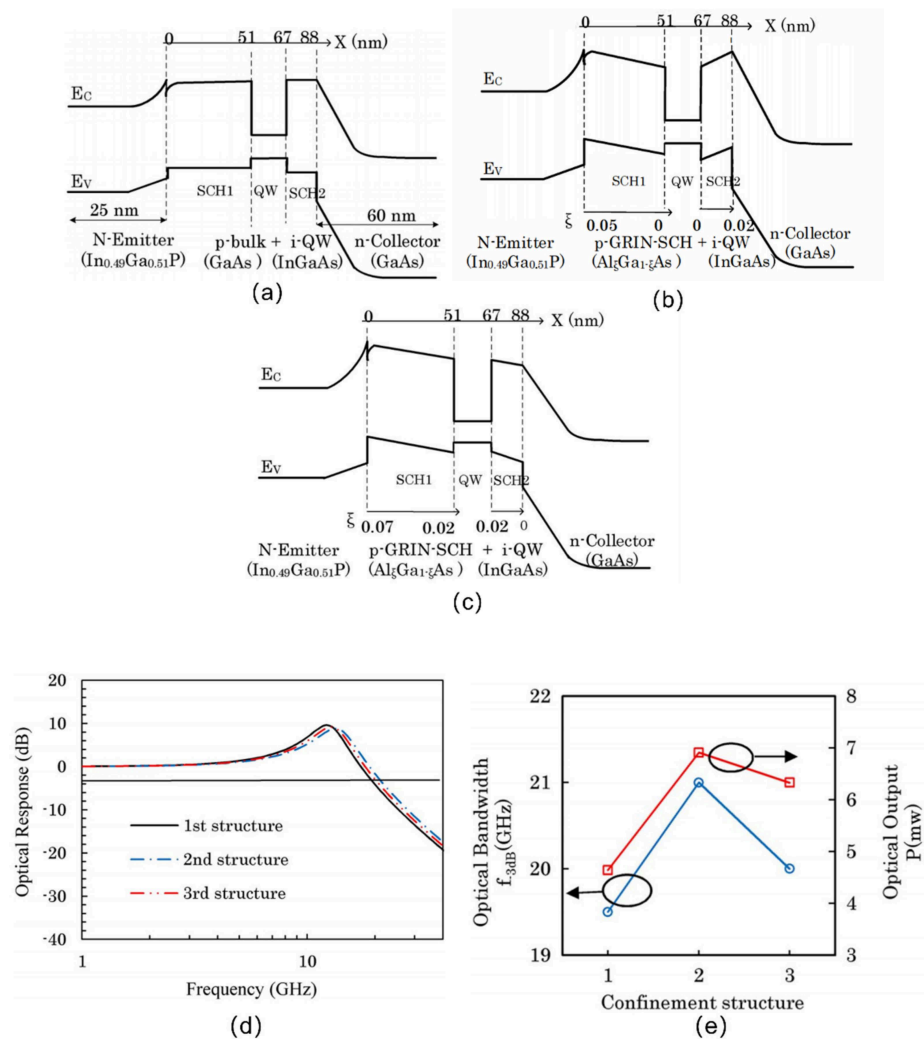 (a)
0 51 67 88 X (nm)
E_C
E_V
SCH1 QW SCH2
25 nm 60 nm
N-Emitter p-bulk + i-QW n-Collector
(In₀.₄₉Ga₀.₅₁P) (GaAs) (InGaAs) (GaAs)
(a)
(b)
0 51 67 88 X (nm)
E_C
E_V
SCH1 QW SCH2
ξ 0.05 0 0 0.02
N-Emitter p-GRIN-SCH + i-QW n-Collector
(In₀.₄₉Ga₀.₅₁P) (Al_ξGa₁₋ξAs) (InGaAs) (GaAs)
(b)
0 51 67 88 X (nm)
E_C
E_V
SCH1 QW SCH2
ξ 0.07 0.02 0.02 0
N-Emitter p-GRIN-SCH + i-QW n-Collector
(In₀.₄₉Ga₀.₅₁P) (Al_ξGa₁₋ξAs) (InGaAs) (GaAs)
(c)
Optical Response (dB)
20
10
0
-10
-20
-30
-40
1st structure
2nd structure
3rd structure
1 10
Frequency (GHz)
(d)
Optical Bandwidth
f₋₃dB(GHz)
22
21
20
19
8
7
6
5
4
3
Optical Output
P(mw)
1 2 3
Confinement structure
(e)